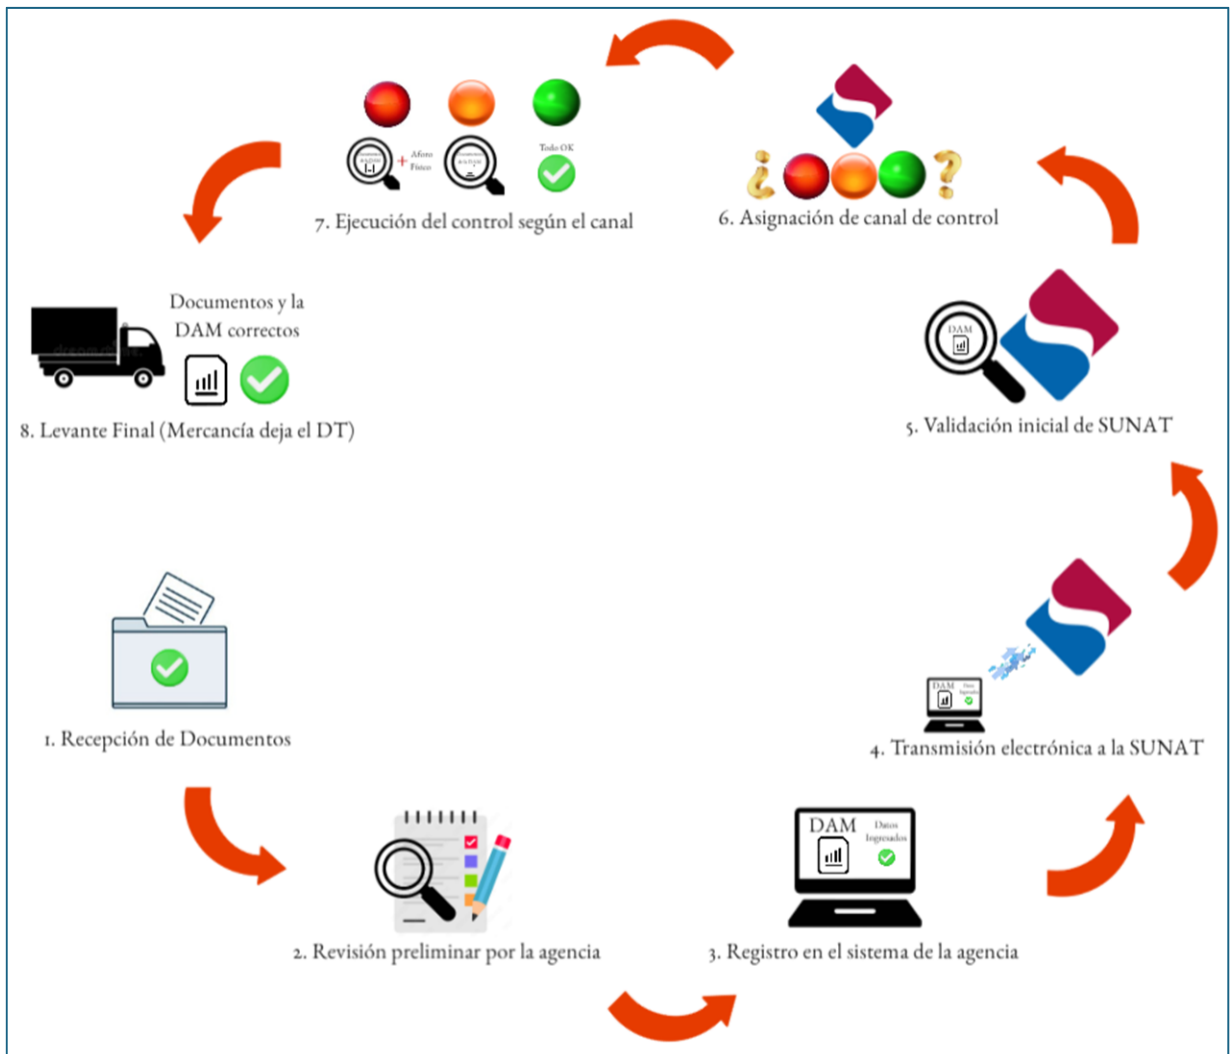 1. Recepción de Documentos
2. Revisión preliminar por la agencia
DAM
Datos
Ingresados
3. Registro en el sistema de la agencia
DAM
4. Transmisión electrónica a la SUNAT
DAM
5. Validación inicial de SUNAT
¿ ?
6. Asignación de canal de control
+ Aforo
Físico
Todo OK
7. Ejecución del control según el canal
Documentos y la
DAM correctos
8. Levante Final (Mercancía deja el DT)